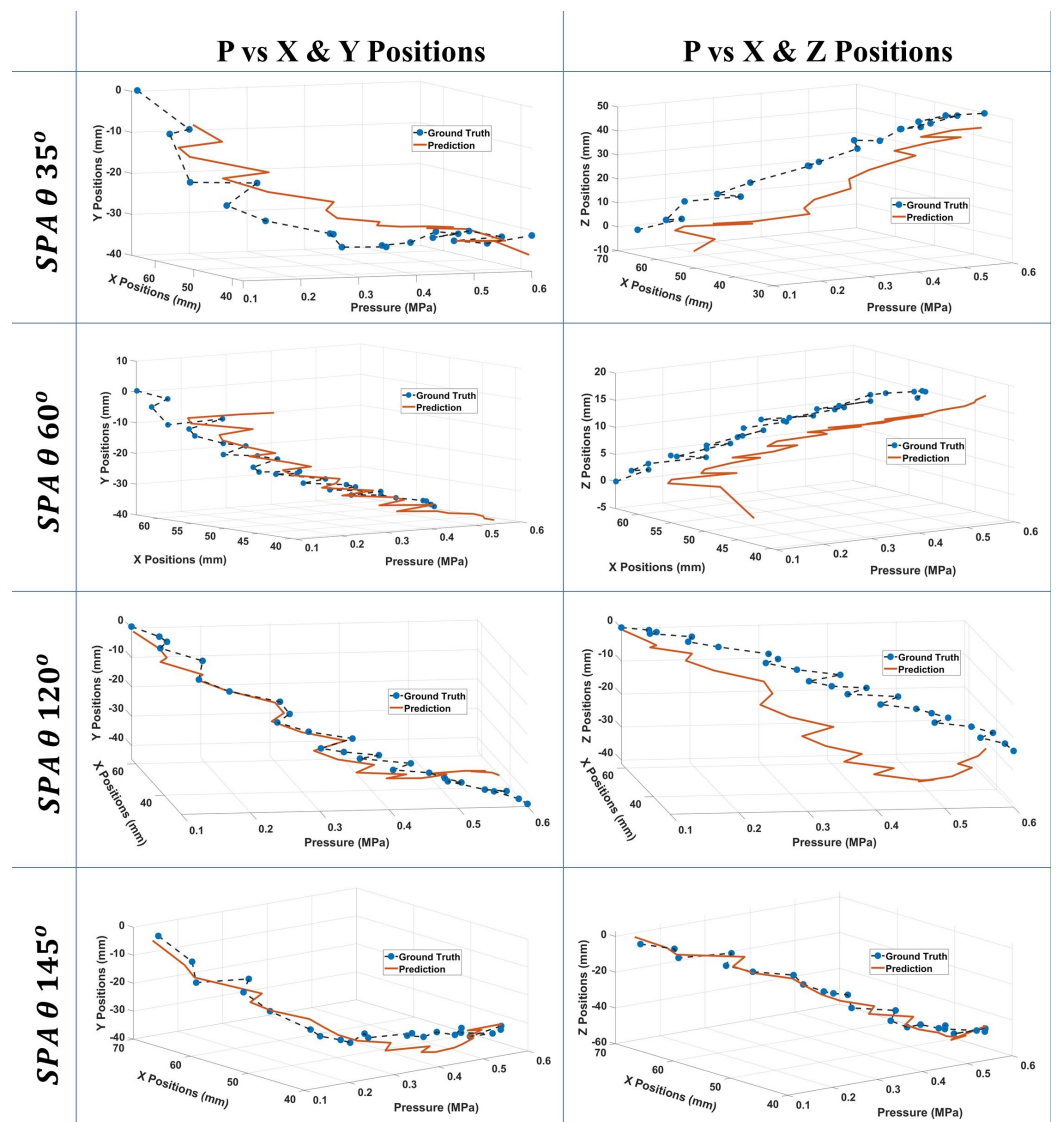 P vs X & Y Positions
P vs X & Z Positions
SPA θ 35⁰
0
-10
-20
-30
-40
Y Positions (mm)
60
50
40
X Positions (mm)
0.1
0.2
0.3
0.4
0.5
0.6
Pressure (MPa)
Ground Truth
Prediction
50
40
30
20
10
0
-10
Z Positions (mm)
70
60
50
40
30
X Positions (mm)
0.1
0.2
0.3
0.4
0.5
0.6
Pressure (MPa)
Ground Truth
Prediction
SPA θ 60⁰
10
0
-10
-20
-30
-40
Y Positions (mm)
60
55
50
45
40
X Positions (mm)
0.1
0.2
0.3
0.4
0.5
0.6
Pressure (MPa)
Ground Truth
Prediction
20
15
10
5
0
-5
Z Positions (mm)
60
55
50
45
40
X Positions (mm)
0.1
0.2
0.3
0.4
0.5
0.6
Pressure (MPa)
Ground Truth
Prediction
SPA θ 120⁰
0
-10
-20
-30
-40
Y Positions (mm)
60
40
X Positions (mm)
0.1
0.2
0.3
0.4
0.5
0.6
Pressure (MPa)
Ground Truth
Prediction
0
-10
-20
-30
-40
Z Positions (mm)
60
40
X Positions (mm)
0.1
0.2
0.3
0.4
0.5
0.6
Pressure (MPa)
Ground Truth
Prediction
SPA θ 145⁰
0
-10
-20
-30
-40
Y Positions (mm)
70
60
50
40
X Positions (mm)
0.1
0.2
0.3
0.4
0.5
0.6
Pressure (MPa)
Ground Truth
Prediction
0
-20
-40
-60
Z Positions (mm)
70
60
50
40
X Positions (mm)
0.1
0.2
0.3
0.4
0.5
0.6
Pressure (MPa)
Ground Truth
Prediction